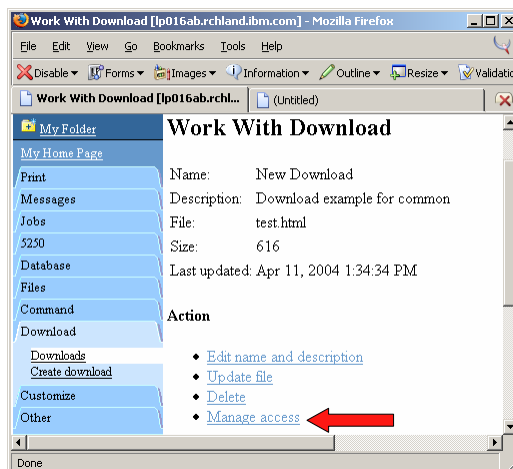 Work With Download [lp016ab.rchland.ibm.com] - Mozilla Firefox
File Edit View Go Bookmarks Tools Help
Disable Forms Images Information Outline Resize Validatio
Work With Download [lp016ab.rchl... (Untitled)
My Folder
My Home Page
Print
Messages
Jobs
5250
Database
Files
Command
Download
Downloads
Create download
Customize
Other
Work With Download
Name: New Download
Description: Download example for common
File: test.html
Size: 616
Last updated: Apr 11, 2004 1:34:34 PM
Action
• Edit name and description
• Update file
• Delete
• Manage access
Done